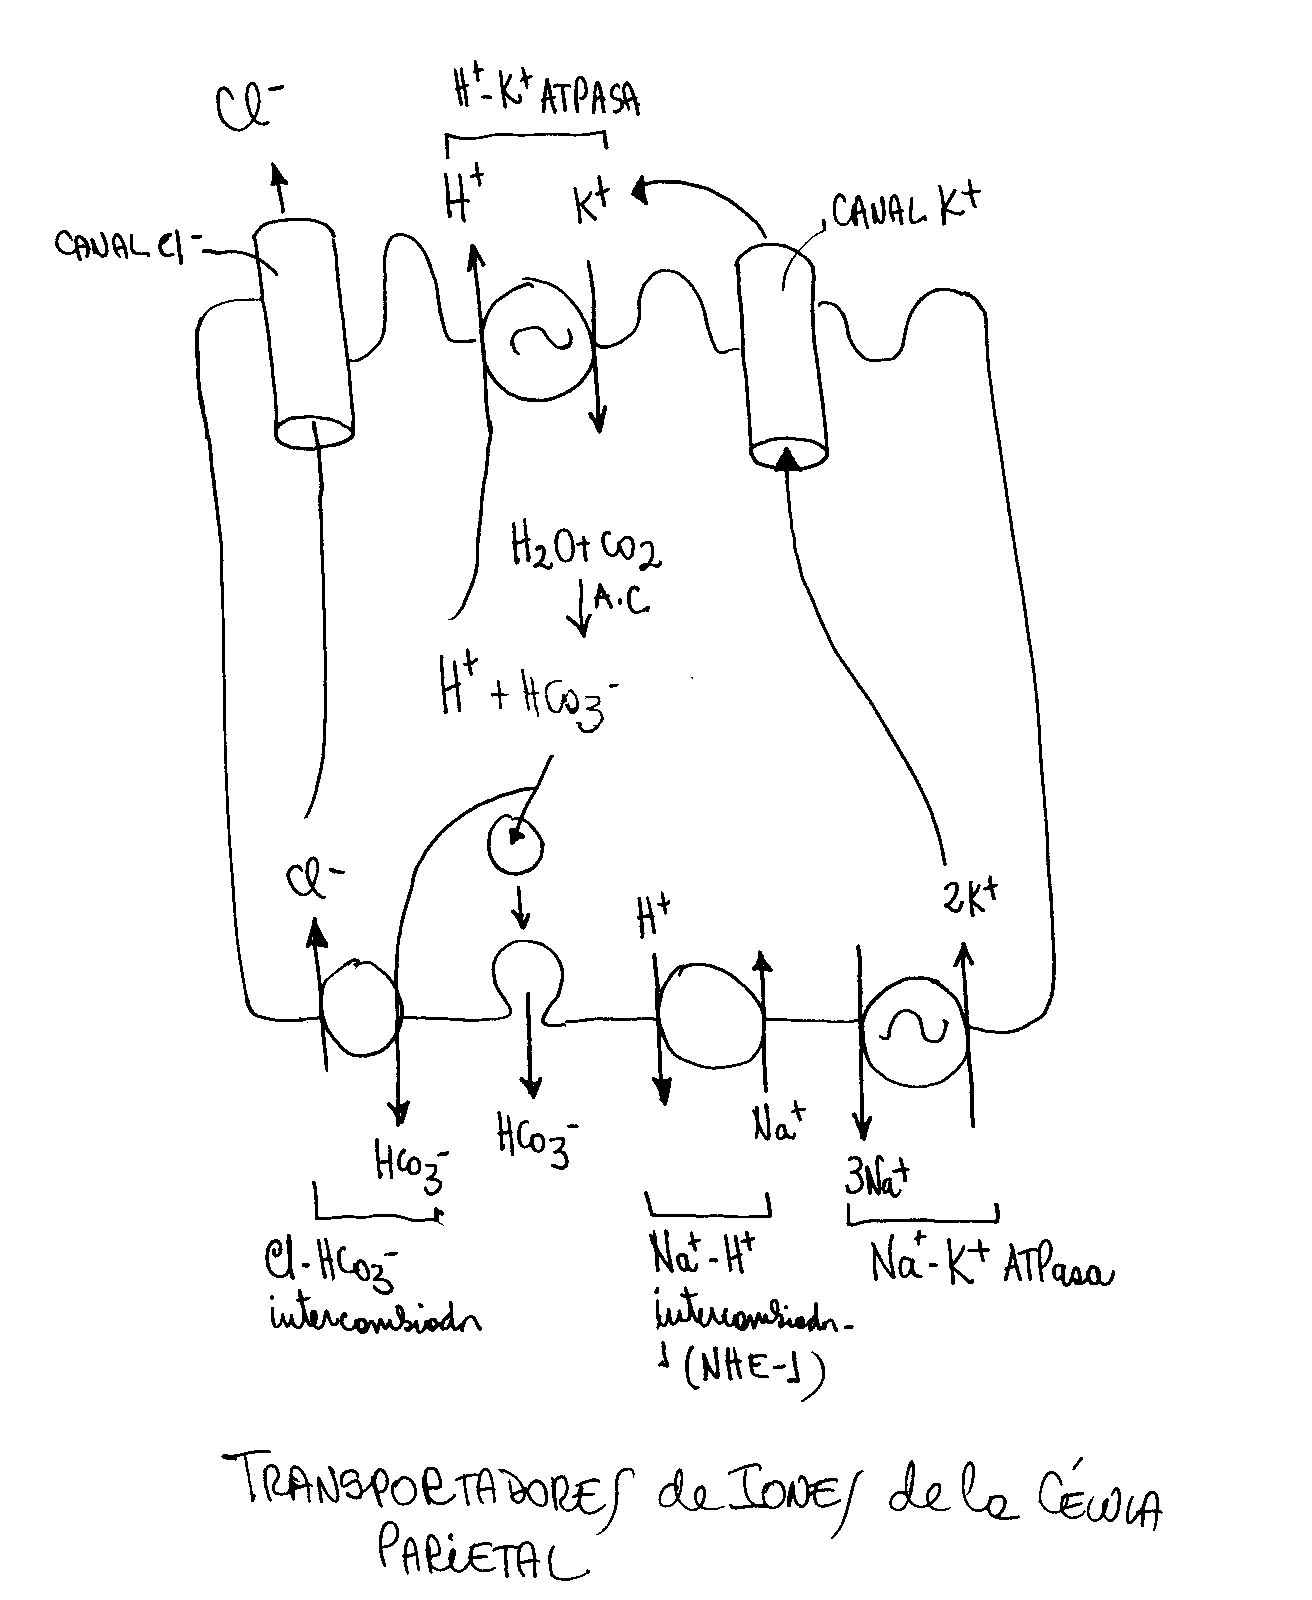 H⁺-K⁺ ATPASA
Cl⁻
H⁺
K⁺
CANAL K⁺
CANAL Cl⁻
H₂O + CO₂
A.C
H⁺ + HCO₃⁻
Cl⁻
H⁺
2K⁺
HCO₃⁻
HCO₃⁻
Na⁺
3Na⁺
Cl-HCO₃⁻
intercambiador
Na⁺-H⁺
intercambiador-
1 (NHE-1)
Na⁺-K⁺ ATPasa
TRANSPORTADORES de IONES de la CÉLULA
PARIETAL